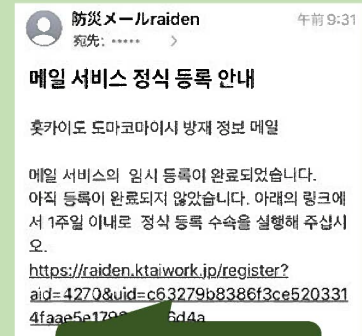 防災メールraiden
午前9:31
宛先: •••••
메일 서비스 정식 등록 안내
홋카이도 도마코마이시 방재 정보 메일
메일 서비스의 임시 등록이 완료되었습니다.
아직 등록이 완료되지 않았습니다. 아래의 링크에
서 1주일 이내로 정식 등록 수속을 실행해 주십시
오.
https://raiden.ktaiwork.jp/register?
aid=4270&uid=c63279b8386f3ce520331